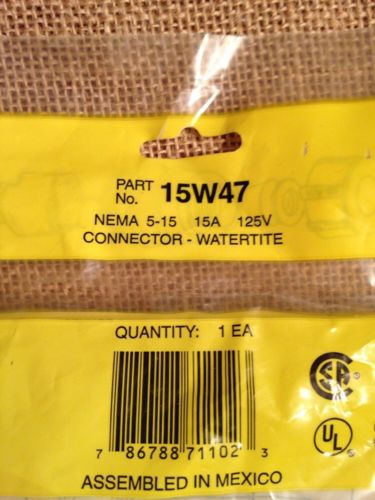 PART No. 15W47
NEMA 5-15 15A 125V
CONNECTOR - WATERTITE
QUANTITY: 1 EA
7 86788 71102 3
ASSEMBLED IN MEXICO
SA ®
UL ®